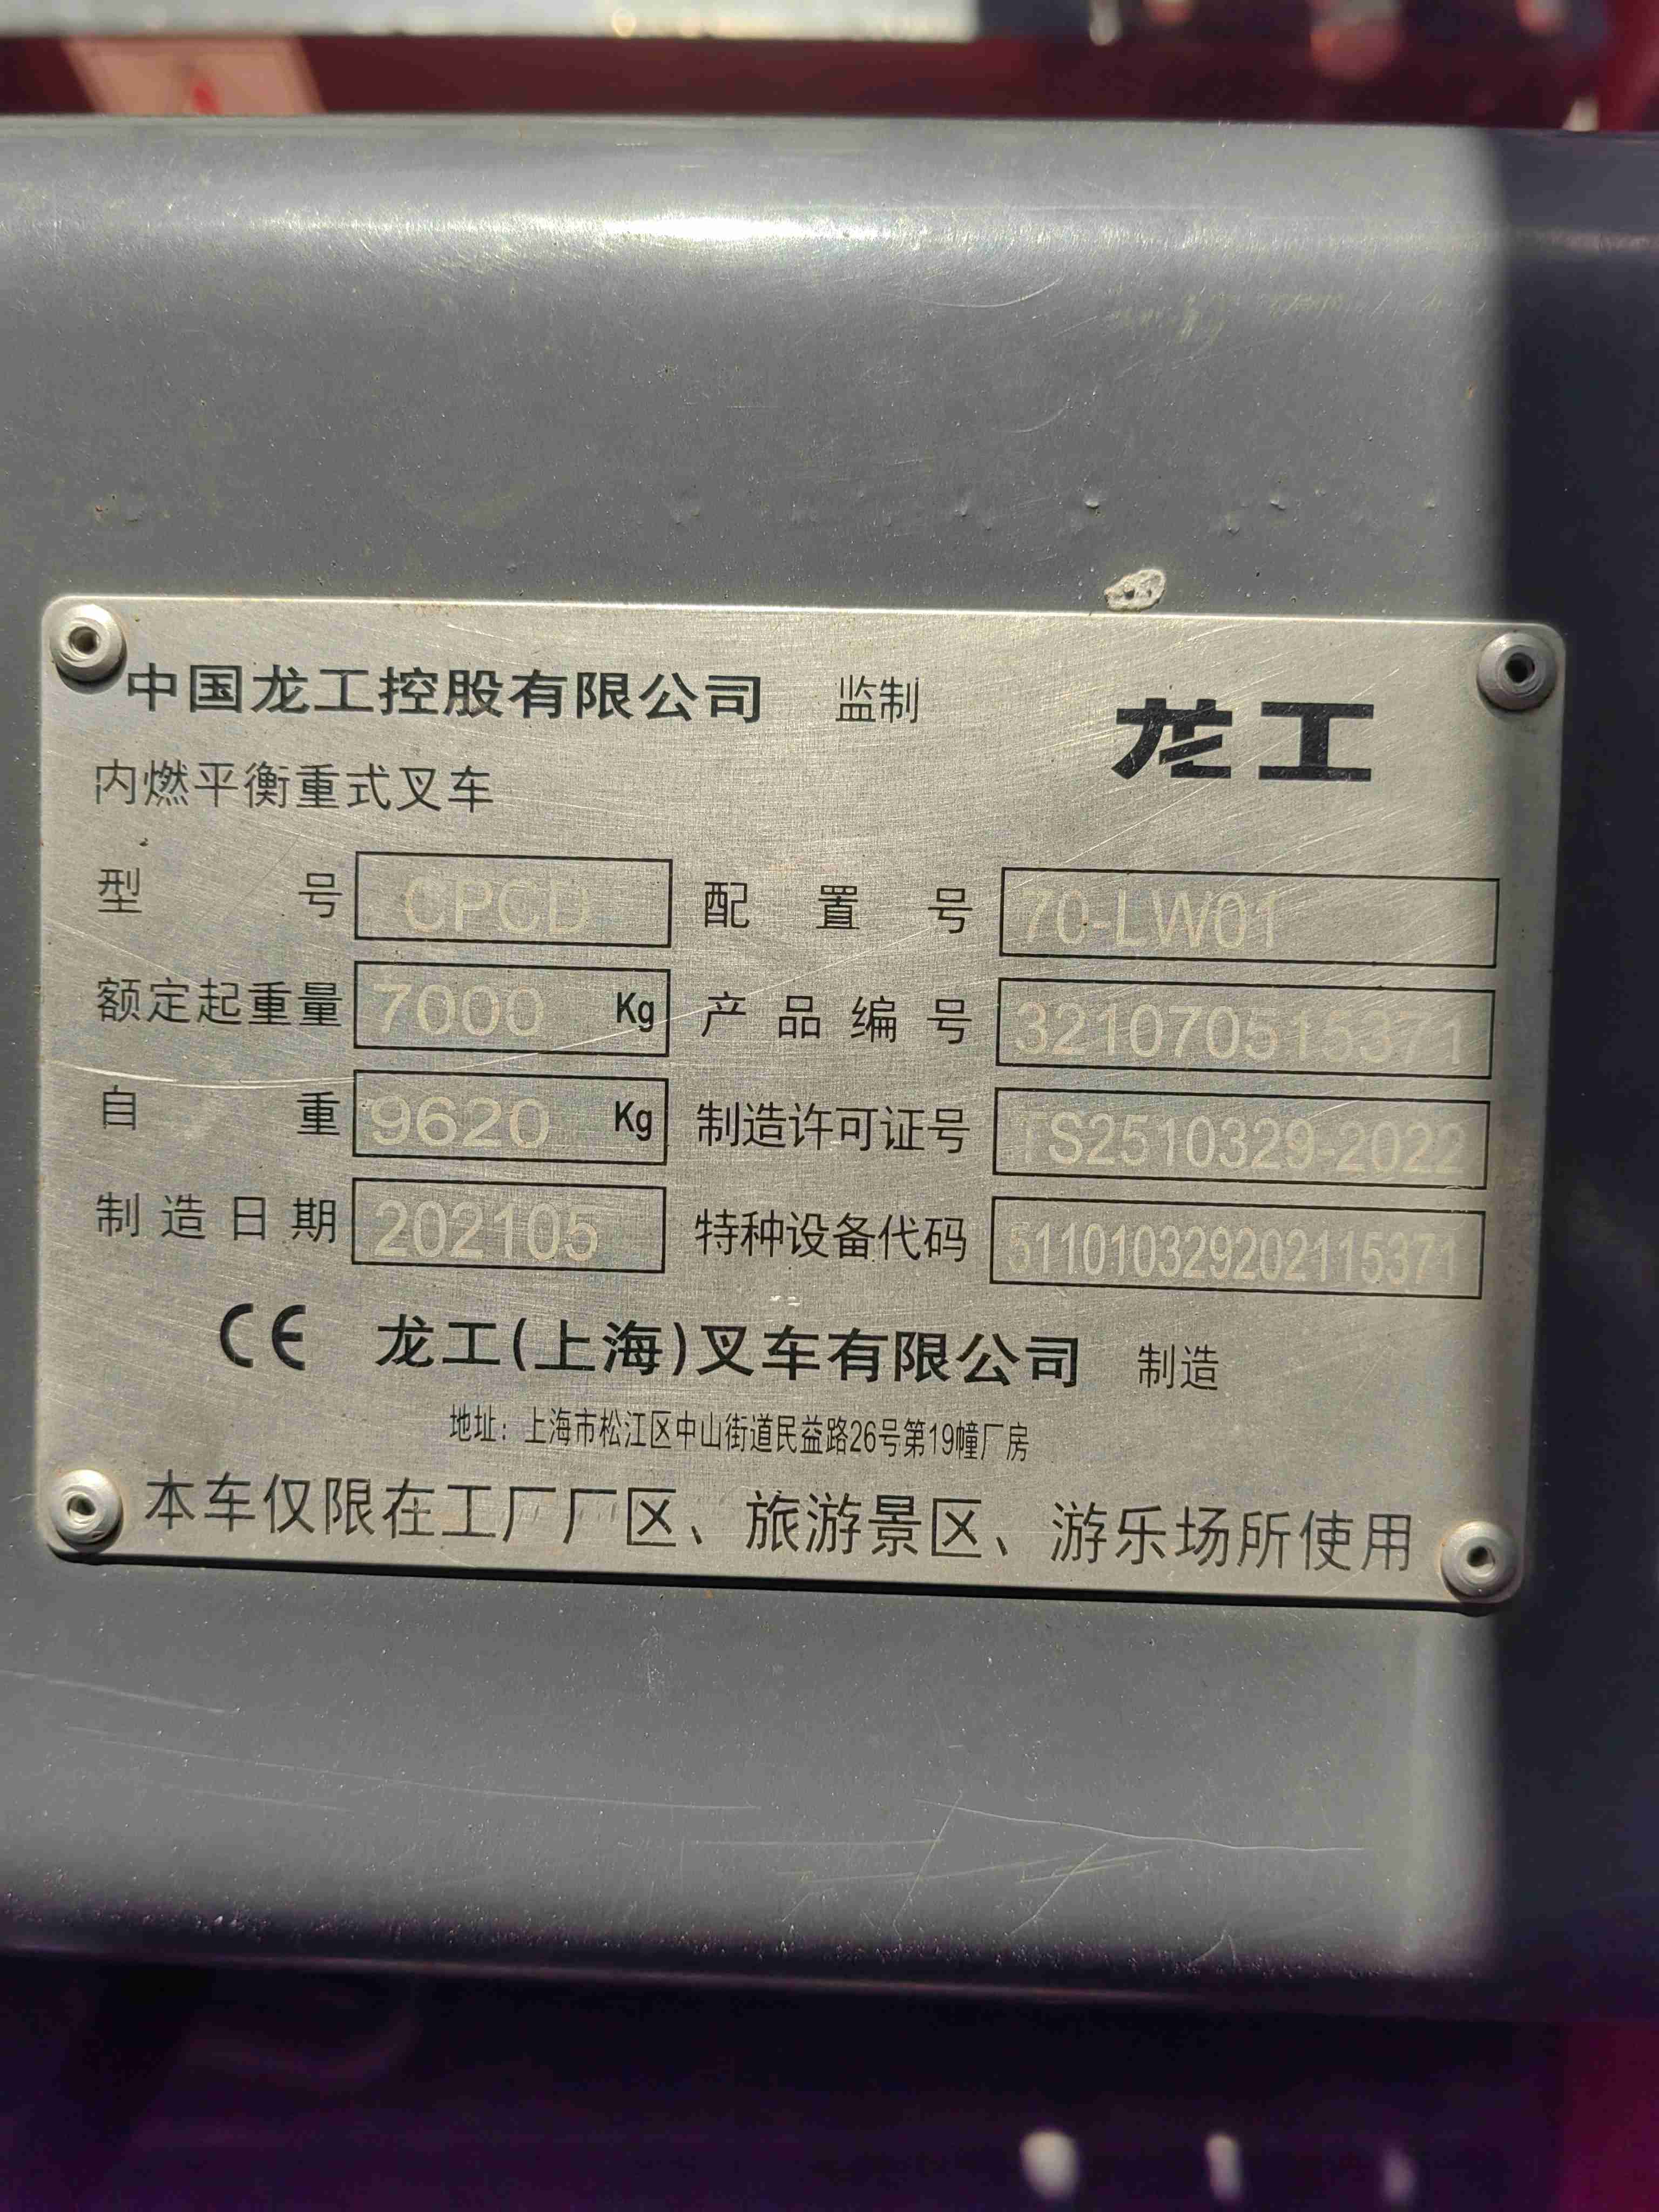 中国龙工控股有限公司 监制 龙工
内燃平衡重式叉车
型号 CPCD 配置号 70-LW01
额定起重量 7000 Kg 产品编号 321070515371
自重 9620 Kg 制造许可证号 TS2510329-2022
制造日期 202105 特种设备代码 511010329202115371
CE 龙工(上海)叉车有限公司 制造
地址：上海市松江区中山街道民益路26号第19幢厂房
本车仅限在工厂厂区、旅游景区、游乐场所使用